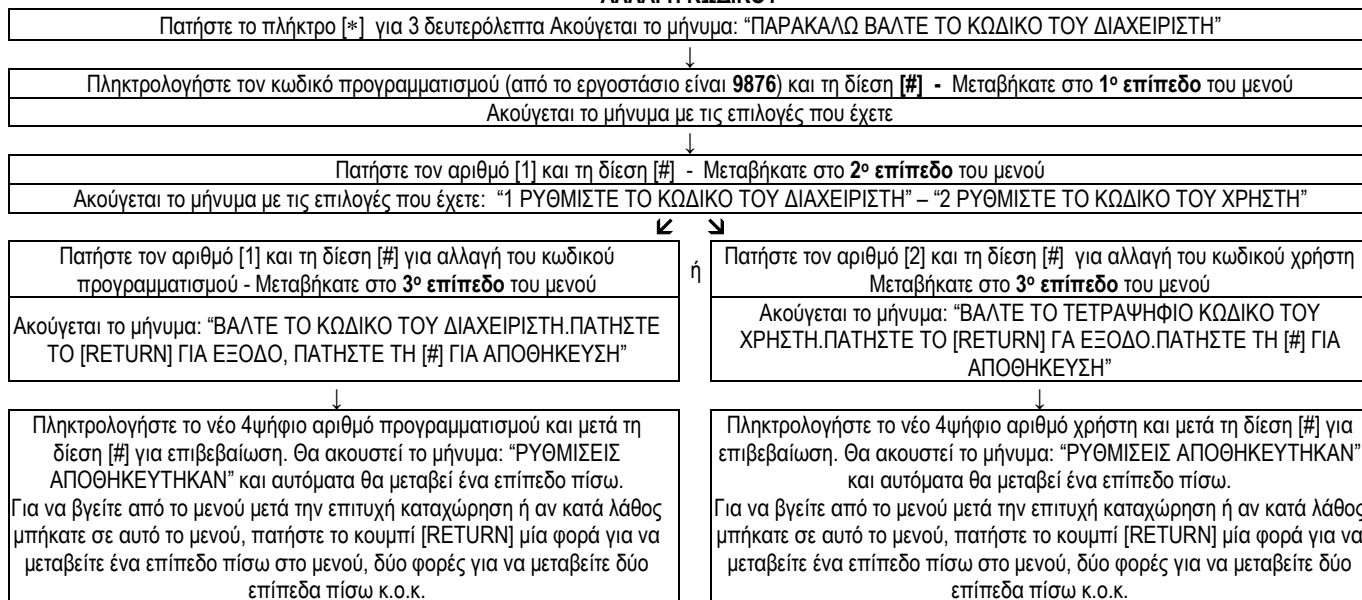 Πατήστε το πλήκτρο [*] για 3 δευτερόλεπτα Ακούγεται το μήνυμα: “ΠΑΡΑΚΑΛΩ ΒΑΛΤΕ ΤΟ ΚΩΔΙΚΟ ΤΟΥ ΔΙΑΧΕΙΡΙΣΤΗ”
↓
Πληκτρολογήστε τον κωδικό προγραμματισμού (από το εργοστάσιο είναι 9876) και τη δίεση [#] - Μεταβήκατε στο 1ο επίπεδο του μενού
Ακούγεται το μήνυμα με τις επιλογές που έχετε
↓
Πατήστε τον αριθμό [1] και τη δίεση [#] - Μεταβήκατε στο 2ο επίπεδο του μενού
Ακούγεται το μήνυμα με τις επιλογές που έχετε: “1 ΡΥΘΜΙΣΤΕ ΤΟ ΚΩΔΙΚΟ ΤΟΥ ΔΙΑΧΕΙΡΙΣΤΗ” – “2 ΡΥΘΜΙΣΤΕ ΤΟ ΚΩΔΙΚΟ ΤΟΥ ΧΡΗΣΤΗ”
↙ ↘
Πατήστε τον αριθμό [1] και τη δίεση [#] για αλλαγή του κωδικού
προγραμματισμού - Μεταβήκατε στο 3ο επίπεδο του μενού
Ακούγεται το μήνυμα: “ΒΑΛΤΕ ΤΟ ΚΩΔΙΚΟ ΤΟΥ ΔΙΑΧΕΙΡΙΣΤΗ.ΠΑΤΗΣΤΕ
ΤΟ [RETURN] ΓΙΑ ΕΞΟΔΟ, ΠΑΤΗΣΤΕ ΤΗ [#] ΓΙΑ ΑΠΟΘΗΚΕΥΣΗ”
↓
Πληκτρολογήστε το νέο 4ψήφιο αριθμό προγραμματισμού και μετά τη
δίεση [#] για επιβεβαίωση. Θα ακουστεί το μήνυμα: “ΡΥΘΜΙΣΕΙΣ
ΑΠΟΘΗΚΕΥΤΗΚΑΝ” και αυτόματα θα μεταβεί ένα επίπεδο πίσω.
Για να βγείτε από το μενού μετά την επιτυχή καταχώρηση ή αν κατά λάθος
μπήκατε σε αυτό το μενού, πατήστε το κουμπί [RETURN] μία φορά για να
μεταβείτε ένα επίπεδο πίσω στο μενού, δύο φορές για να μεταβείτε δύο
επίπεδα πίσω κ.ο.κ.
ή
Πατήστε τον αριθμό [2] και τη δίεση [#] για αλλαγή του κωδικού χρήστη
Μεταβήκατε στο 3ο επίπεδο του μενού
Ακούγεται το μήνυμα: “ΒΑΛΤΕ ΤΟ ΤΕΤΡΑΨΗΦΙΟ ΚΩΔΙΚΟ ΤΟΥ
ΧΡΗΣΤΗ.ΠΑΤΗΣΤΕ ΤΟ [RETURN] ΓΑ ΕΞΟΔΟ.ΠΑΤΗΣΤΕ ΤΗ [#] ΓΙΑ
ΑΠΟΘΗΚΕΥΣΗ”
↓
Πληκτρολογήστε το νέο 4ψήφιο αριθμό χρήστη και μετά τη δίεση [#] για
επιβεβαίωση. Θα ακουστεί το μήνυμα: “ΡΥΘΜΙΣΕΙΣ ΑΠΟΘΗΚΕΥΤΗΚΑΝ”
και αυτόματα θα μεταβεί ένα επίπεδο πίσω.
Για να βγείτε από το μενού μετά την επιτυχή καταχώρηση ή αν κατά λάθος
μπήκατε σε αυτό το μενού, πατήστε το κουμπί [RETURN] μία φορά για να
μεταβείτε ένα επίπεδο πίσω στο μενού, δύο φορές για να μεταβείτε δύο
επίπεδα πίσω κ.ο.κ.